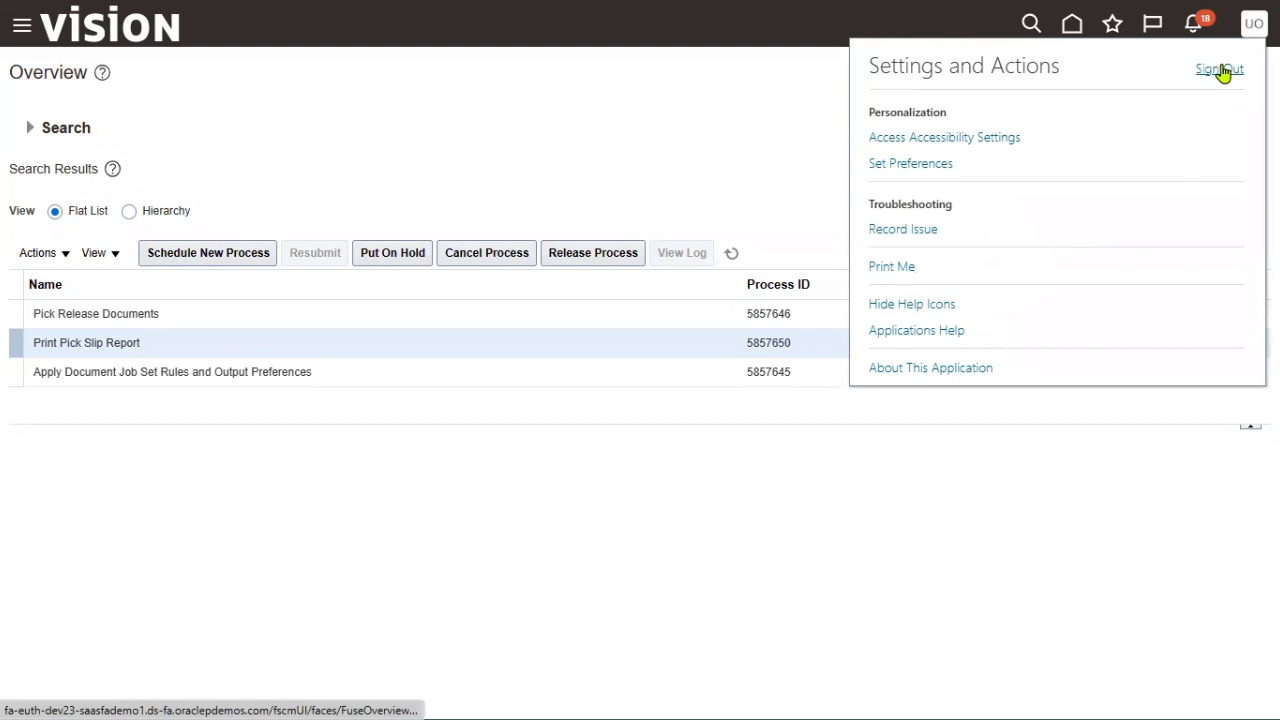 VISION
18
UO
Overview
Settings and Actions
Sign Out
Personalization
Access Accessibility Settings
Set Preferences
Troubleshooting
Record Issue
Print Me
Hide Help Icons
Applications Help
About This Application
Search
Search Results
View Flat List Hierarchy
Actions View Schedule New Process Resubmit Put On Hold Cancel Process Release Process View Log
Name Process ID
Pick Release Documents 5857646
Print Pick Slip Report 5857650
Apply Document Job Set Rules and Output Preferences 5857645
fa-euth-dev23-saasfademo1.ds-fa.oraclepdemos.com/fscmUI/faces/FuseOverview...